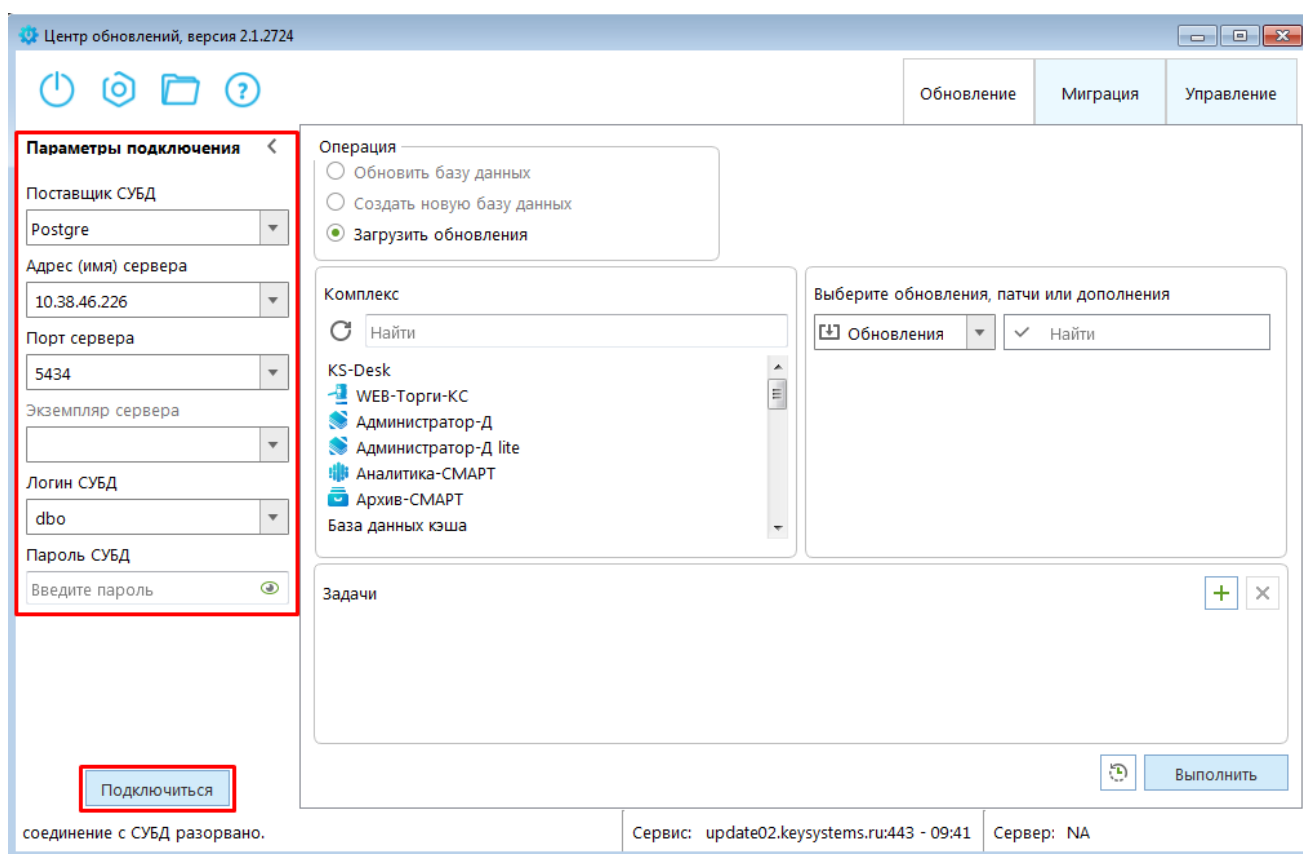 Центр обновлений, версия 2.1.2724
Обновление
Миграция
Управление
Параметры подключения
Поставщик СУБД
Postgre
Адрес (имя) сервера
10.38.46.226
Порт сервера
5434
Экземпляр сервера
Логин СУБД
dbo
Пароль СУБД
Введите пароль
Подключиться
Операция
Обновить базу данных
Создать новую базу данных
Загрузить обновления
Комплекс
Найти
KS-Desk
WEB-Торги-КС
Администратор-Д
Администратор-Д lite
Аналитика-СМАРТ
Архив-СМАРТ
База данных кэша
Выберите обновления, патчи или дополнения
Обновления
Найти
Задачи
Выполнить
соединение с СУБД разорвано.
Сервис: update02.keysystems.ru:443 - 09:41
Сервер: NA